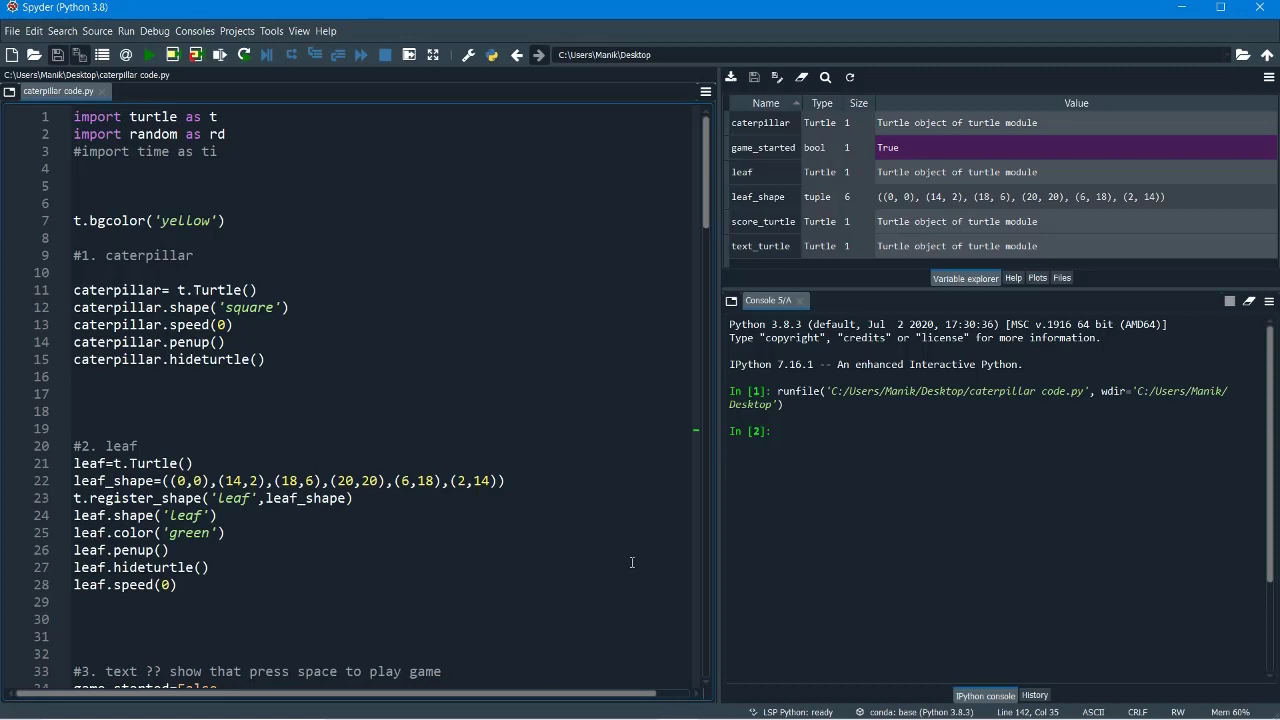 Spyder (Python 3.8)
File Edit Search Source Run Debug Consoles Projects Tools View Help
C:\Users\Manik\Desktop
C:\Users\Manik\Desktop\caterpillar code.py
caterpillar code.py
1 import turtle as t
2 import random as rd
3 #import time as ti
4
5
6
7 t.bgcolor('yellow')
8
9 #1. caterpillar
10
11 caterpillar= t.Turtle()
12 caterpillar.shape('square')
13 caterpillar.speed(0)
14 caterpillar.penup()
15 caterpillar.hideturtle()
16
17
18
19
20 #2. leaf
21 leaf=t.Turtle()
22 leaf_shape=((0,0),(14,2),(18,6),(20,20),(6,18),(2,14))
23 t.register_shape('leaf',leaf_shape)
24 leaf.shape('leaf')
25 leaf.color('green')
26 leaf.penup()
27 leaf.hideturtle()
28 leaf.speed(0)
29
30
31
32
33 #3. text ?? show that press space to play game
34 game_started=False
Name Type Size Value
caterpillar Turtle 1 Turtle object of turtle module
game_started bool 1 True
leaf Turtle 1 Turtle object of turtle module
leaf_shape tuple 6 ((0, 0), (14, 2), (18, 6), (20, 20), (6, 18), (2, 14))
score_turtle Turtle 1 Turtle object of turtle module
text_turtle Turtle 1 Turtle object of turtle module
Variable explorer Help Plots Files
Console 5/A
Python 3.8.3 (default, Jul 2 2020, 17:30:36) [MSC v.1916 64 bit (AMD64)]
Type "copyright", "credits" or "license" for more information.
IPython 7.16.1 -- An enhanced Interactive Python.
In [1]: runfile('C:/Users/Manik/Desktop/caterpillar code.py', wdir='C:/Users/Manik/
Desktop')
In [2]:
IPython console History
LSP Python: ready conda: base (Python 3.8.3) Line 142, Col 35 ASCII CRLF RW Mem 60%